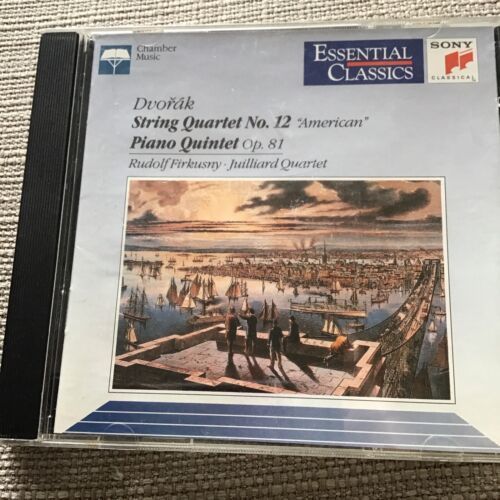 Chamber
Music
ESSENTIAL
CLASSICS
SONY
CLASSICAL
Dvořák
String Quartet No. 12 "American"
Piano Quintet Op. 81
Rudolf Firkusny · Juilliard Quartet